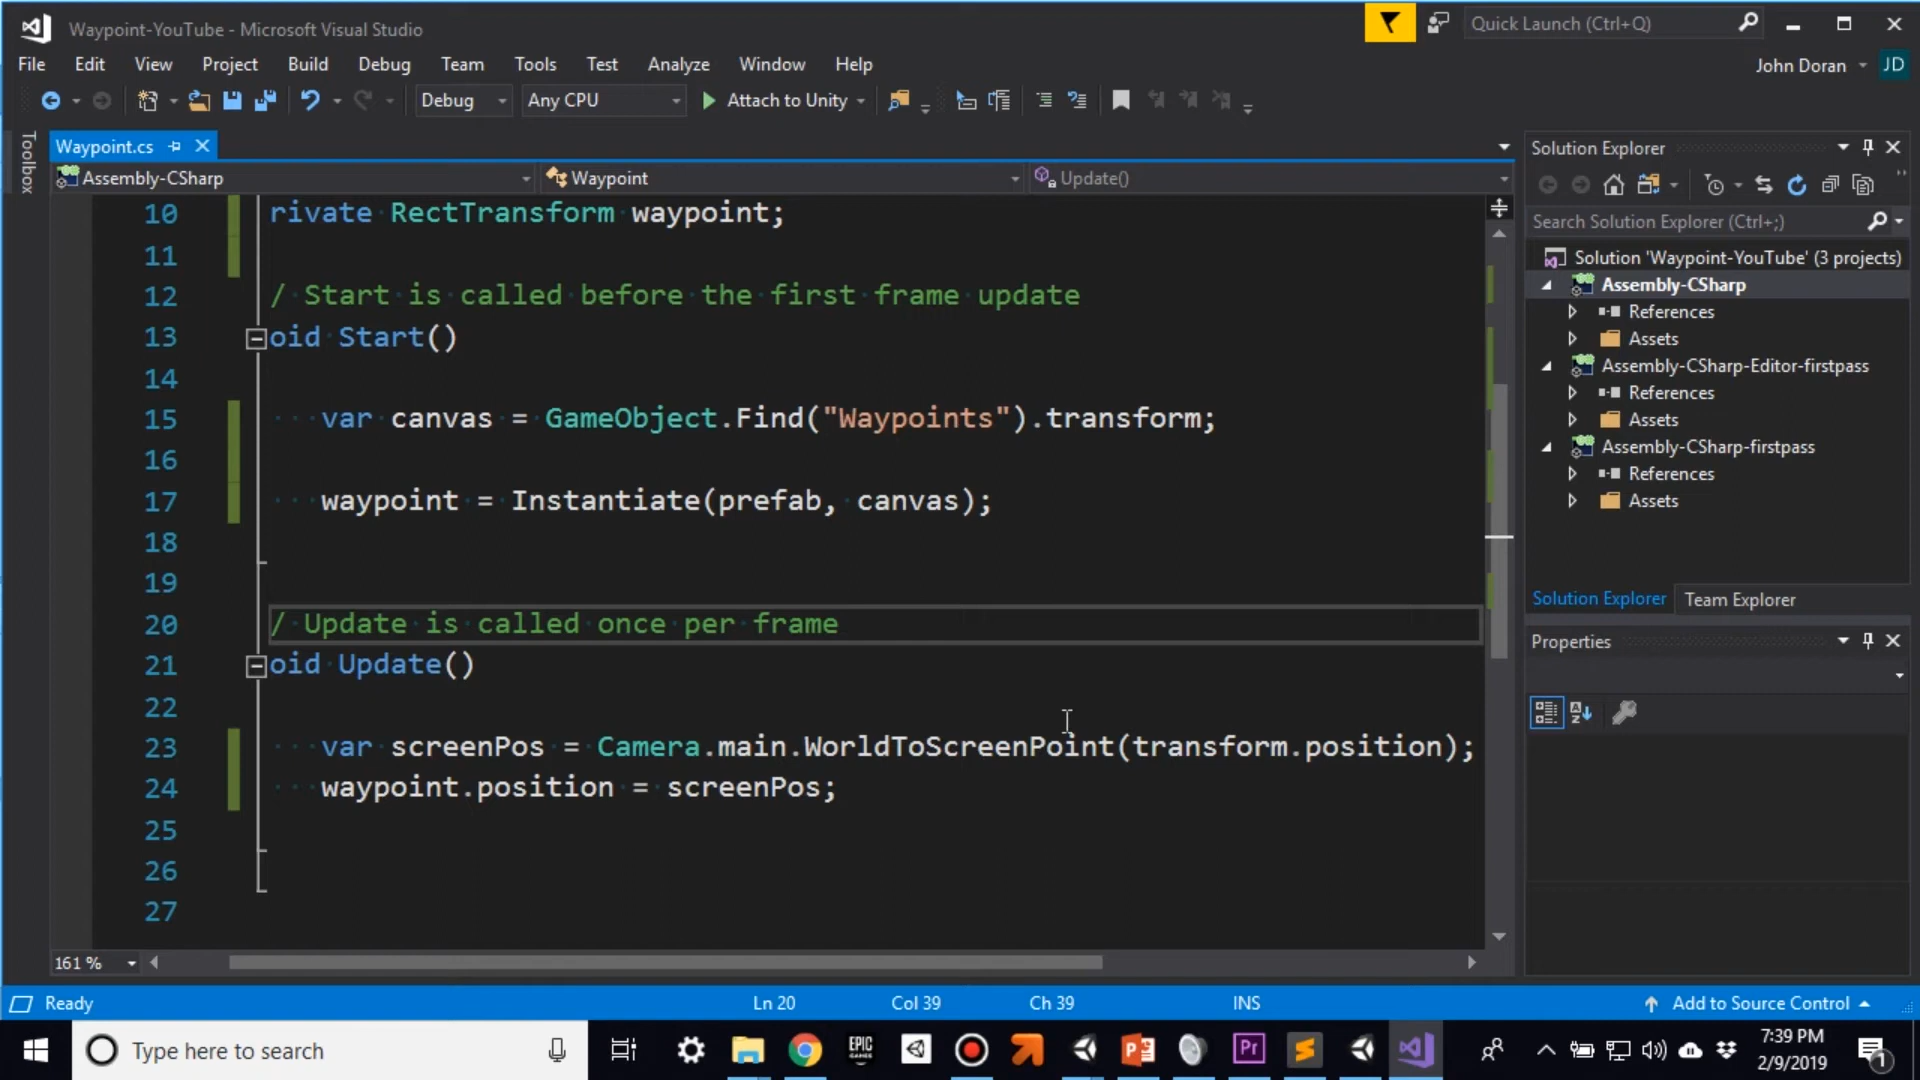 Waypoint-YouTube - Microsoft Visual Studio
Quick Launch (Ctrl+Q)
File Edit View Project Build Debug Team Tools Test Analyze Window Help
John Doran JD
Debug Any CPU Attach to Unity
Toolbox
Waypoint.cs
Assembly-CSharp Waypoint Update()
10 rivate RectTransform waypoint;
11
12 / Start is called before the first frame update
13 oid Start()
14
15 var canvas = GameObject.Find("Waypoints").transform;
16
17 waypoint = Instantiate(prefab, canvas);
18
19
20 / Update is called once per frame
21 oid Update()
22
23 var screenPos = Camera.main.WorldToScreenPoint(transform.position);
24 waypoint.position = screenPos;
25
26
27
161 %
Solution Explorer
Search Solution Explorer (Ctrl+;)
Solution 'Waypoint-YouTube' (3 projects)
Assembly-CSharp
References
Assets
Assembly-CSharp-Editor-firstpass
References
Assets
Assembly-CSharp-firstpass
References
Assets
Solution Explorer Team Explorer
Properties
Ready Ln 20 Col 39 Ch 39 INS Add to Source Control
Type here to search
EPIC
GAMES
Pr
7:39 PM
2/9/2019
1